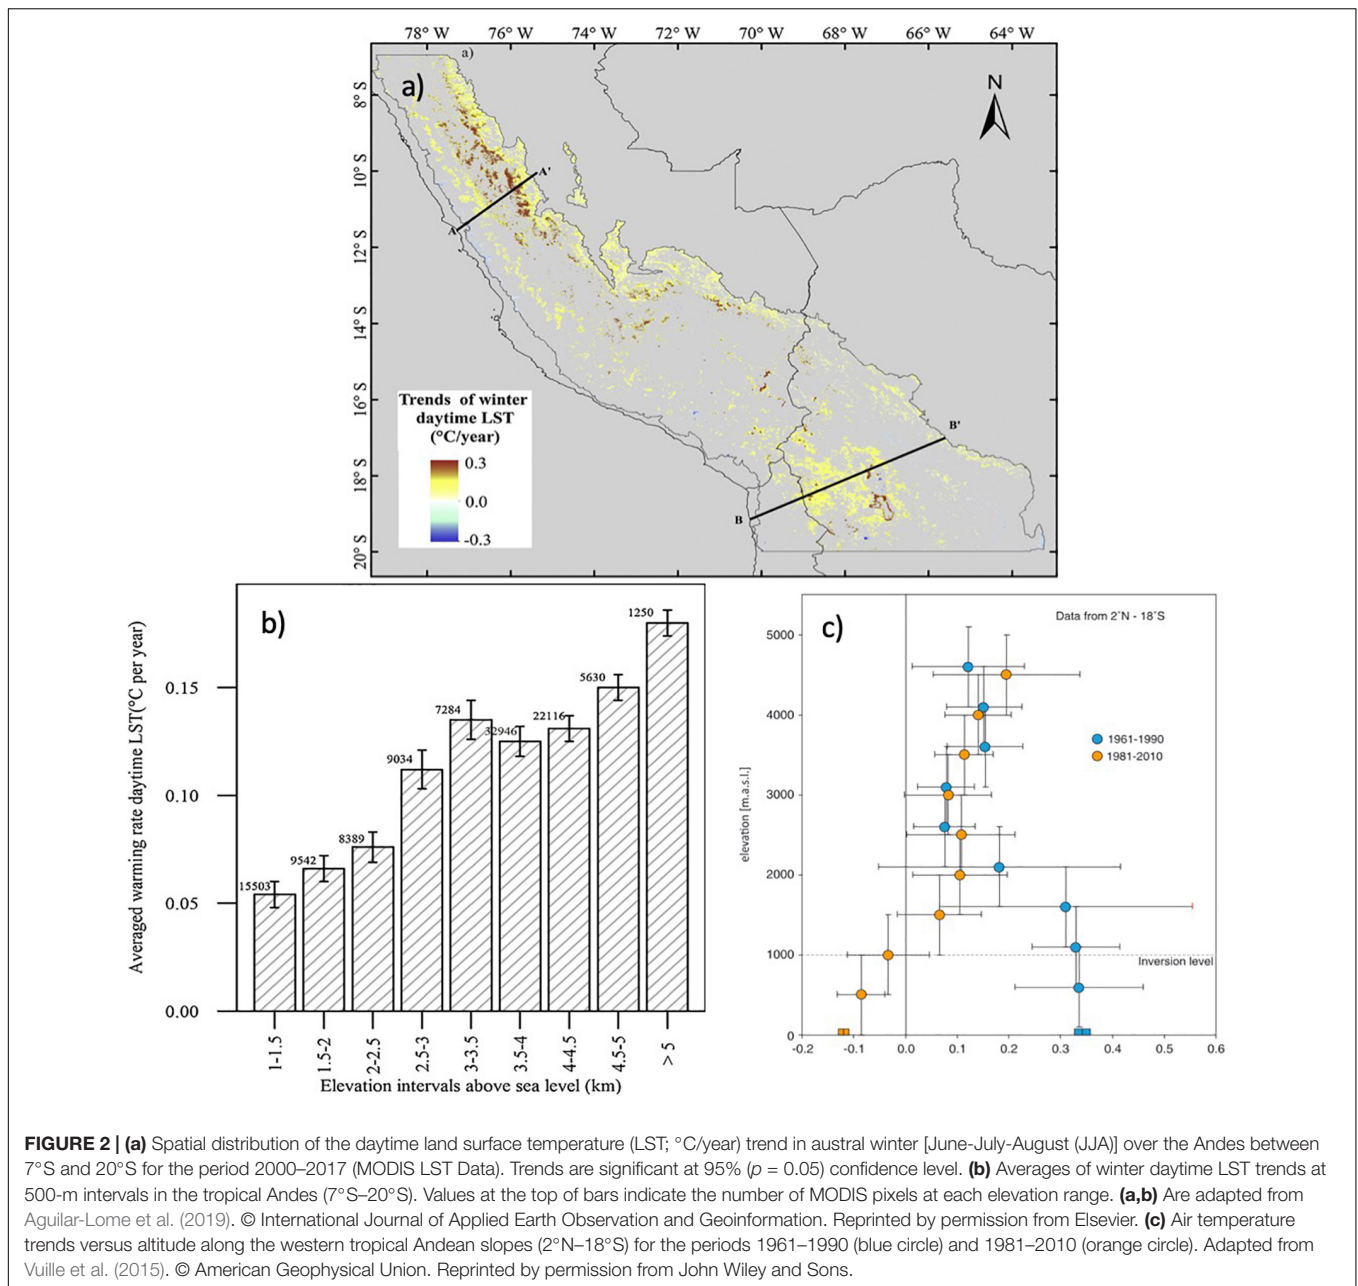 78° W 76° W 74° W 72° W 70° W 68° W 66° W 64° W
a)
a)
N
8° S
10° S
12° S
14° S
16° S
18° S
20° S
A'
A
B'
B
Trends of winter
daytime LST
(°C/year)
0.3
0.0
-0.3
b)
Averaged warming rate daytime LST(°C per year)
0.15
0.10
0.05
0.00
15503
9542
8389
9034
7284
32946
22116
5630
1250
1-1.5
1.5-2
2-2.5
2.5-3
3-3.5
3.5-4
4-4.5
4.5-5
> 5
Elevation intervals above sea level (km)
c)
Data from 2°N - 18°S
elevation [m.a.s.l.]
5000
4000
3000
2000
1000
0
1961-1990
1981-2010
Inversion level
-0.2 -0.1 0.0 0.1 0.2 0.3 0.4 0.5 0.6
FIGURE 2 | (a) Spatial distribution of the daytime land surface temperature (LST; °C/year) trend in austral winter [June-July-August (JJA)] over the Andes between
7°S and 20°S for the period 2000–2017 (MODIS LST Data). Trends are significant at 95% (p = 0.05) confidence level. (b) Averages of winter daytime LST trends at
500-m intervals in the tropical Andes (7°S–20°S). Values at the top of bars indicate the number of MODIS pixels at each elevation range. (a,b) Are adapted from
Aguilar-Lome et al. (2019). © International Journal of Applied Earth Observation and Geoinformation. Reprinted by permission from Elsevier. (c) Air temperature
trends versus altitude along the western tropical Andean slopes (2°N–18°S) for the periods 1961–1990 (blue circle) and 1981–2010 (orange circle). Adapted from
Vuille et al. (2015). © American Geophysical Union. Reprinted by permission from John Wiley and Sons.